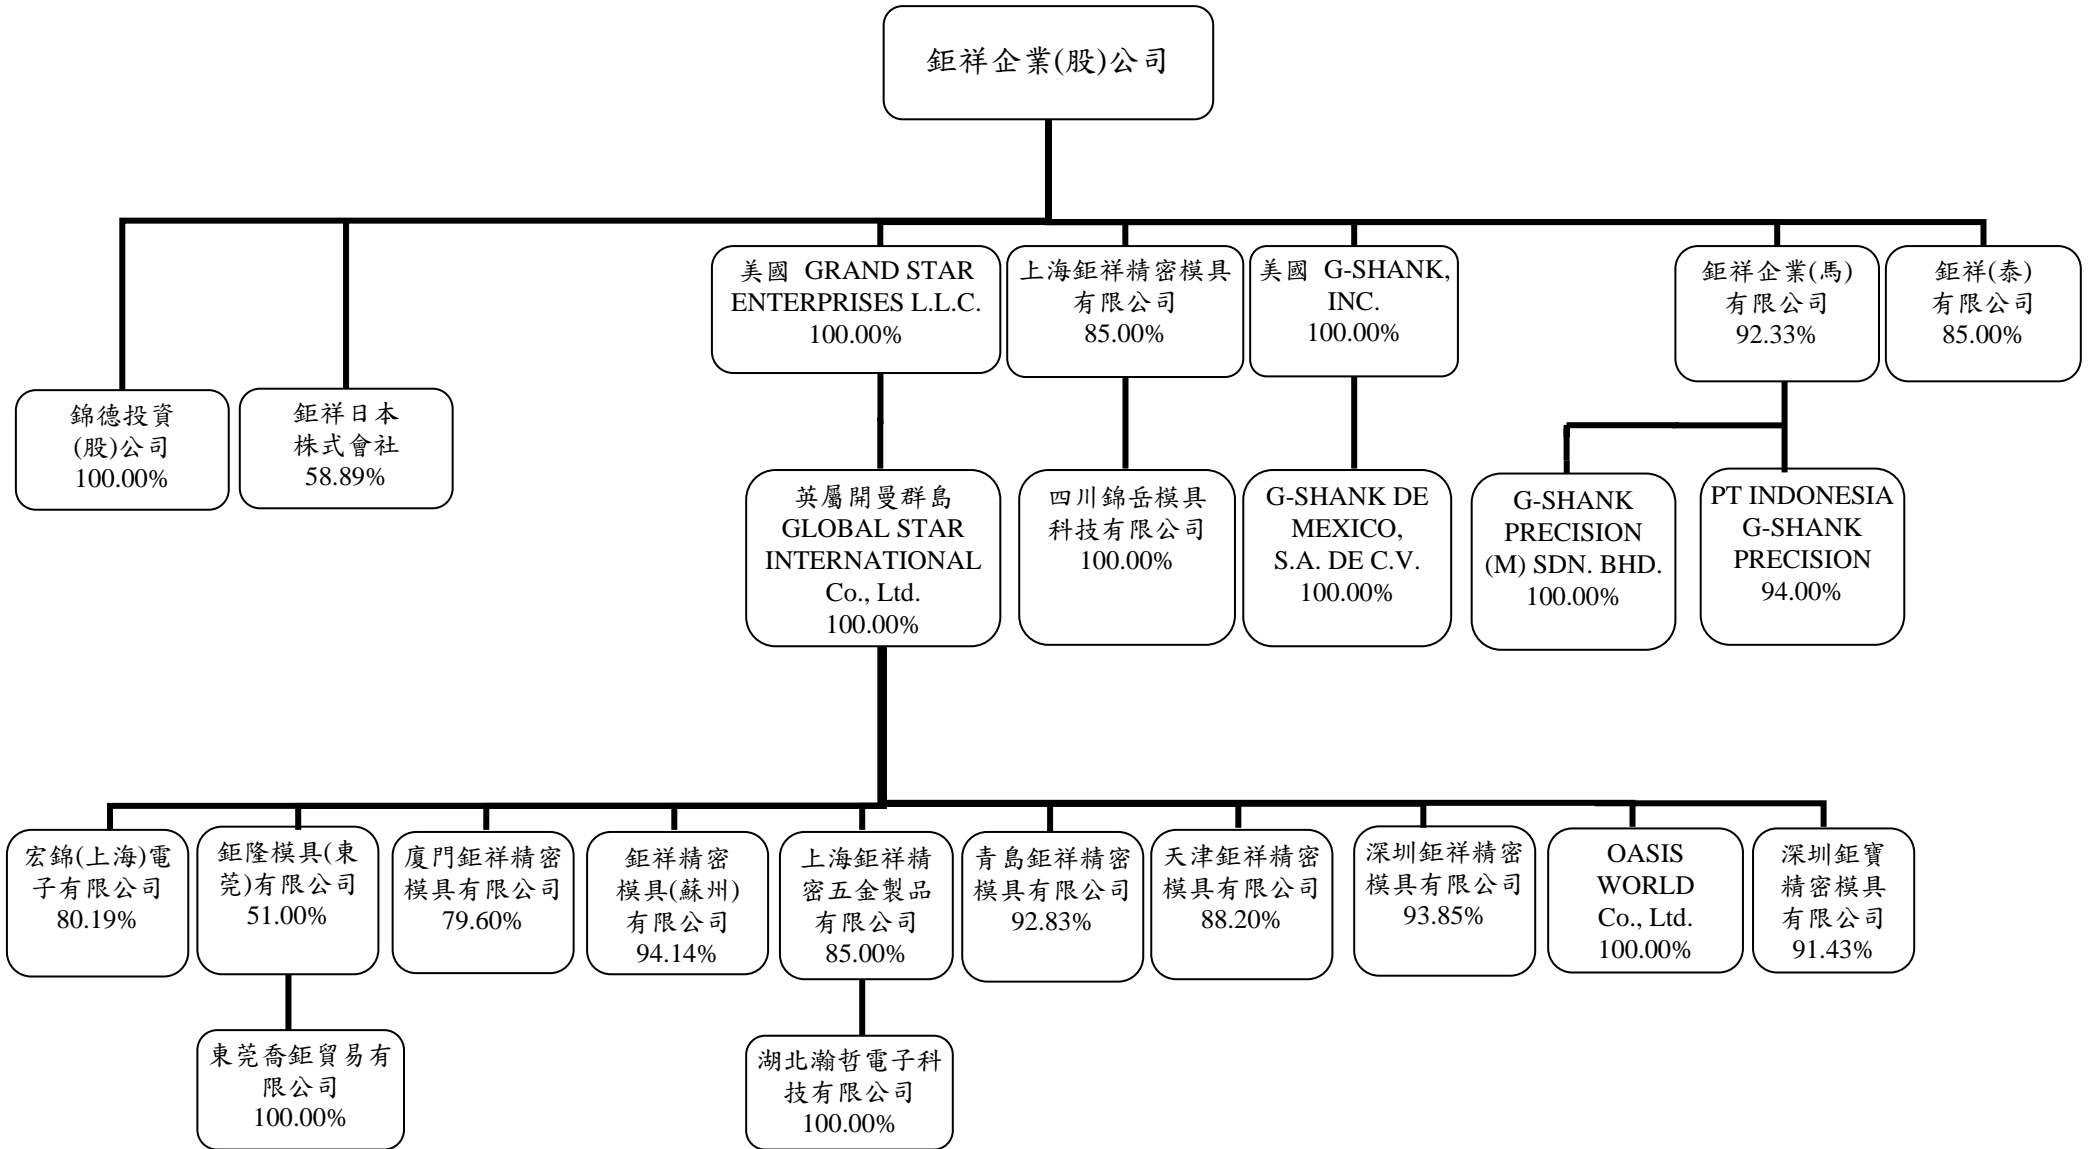 鉅祥企業(股)公司
美國 GRAND STAR
ENTERPRISES L.L.C.
100.00%
上海鉅祥精密模具
有限公司
85.00%
美國 G-SHANK,
INC.
100.00%
鉅祥企業(馬)
有限公司
92.33%
鉅祥(泰)
有限公司
85.00%
錦德投資
(股)公司
100.00%
鉅祥日本
株式會社
58.89%
英屬開曼群島
GLOBAL STAR
INTERNATIONAL
Co., Ltd.
100.00%
四川錦岳模具
科技有限公司
100.00%
G-SHANK DE
MEXICO,
S.A. DE C.V.
100.00%
G-SHANK
PRECISION
(M) SDN. BHD.
100.00%
PT INDONESIA
G-SHANK
PRECISION
94.00%
宏錦(上海)電
子有限公司
80.19%
鉅隆模具(東
莞)有限公司
51.00%
廈門鉅祥精密
模具有限公司
79.60%
鉅祥精密
模具(蘇州)
有限公司
94.14%
上海鉅祥精
密五金製品
有限公司
85.00%
青島鉅祥精密
模具有限公司
92.83%
天津鉅祥精密
模具有限公司
88.20%
深圳鉅祥精密
模具有限公司
93.85%
OASIS
WORLD
Co., Ltd.
100.00%
深圳鉅寶
精密模具
有限公司
91.43%
東莞喬鉅貿易有
限公司
100.00%
湖北瀚哲電子科
技有限公司
100.00%